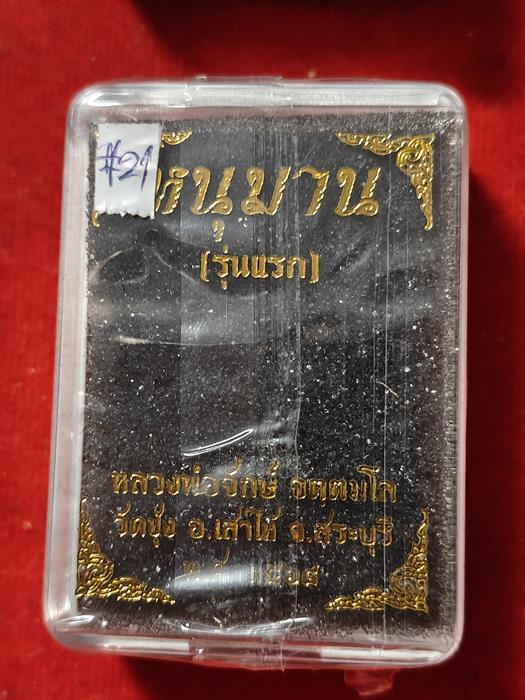 #21
หนุมาน
(รุ่นแรก)
หลวงพ่อจักษ์ จตฺตมโล
วัดชุ้ง อ.เสาไห้ จ.สระบุรี